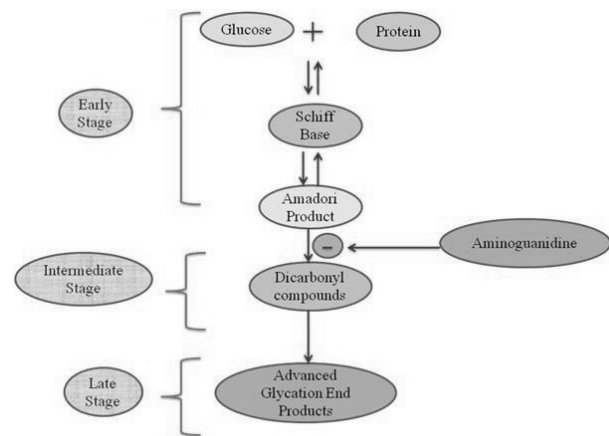 Glucose + Protein
Early
Stage
Schiff
Base
Amadori
Product
−
Aminoguanidine
Intermediate
Stage
Dicarbonyl
compounds
Late
Stage
Advanced
Glycation End
Products